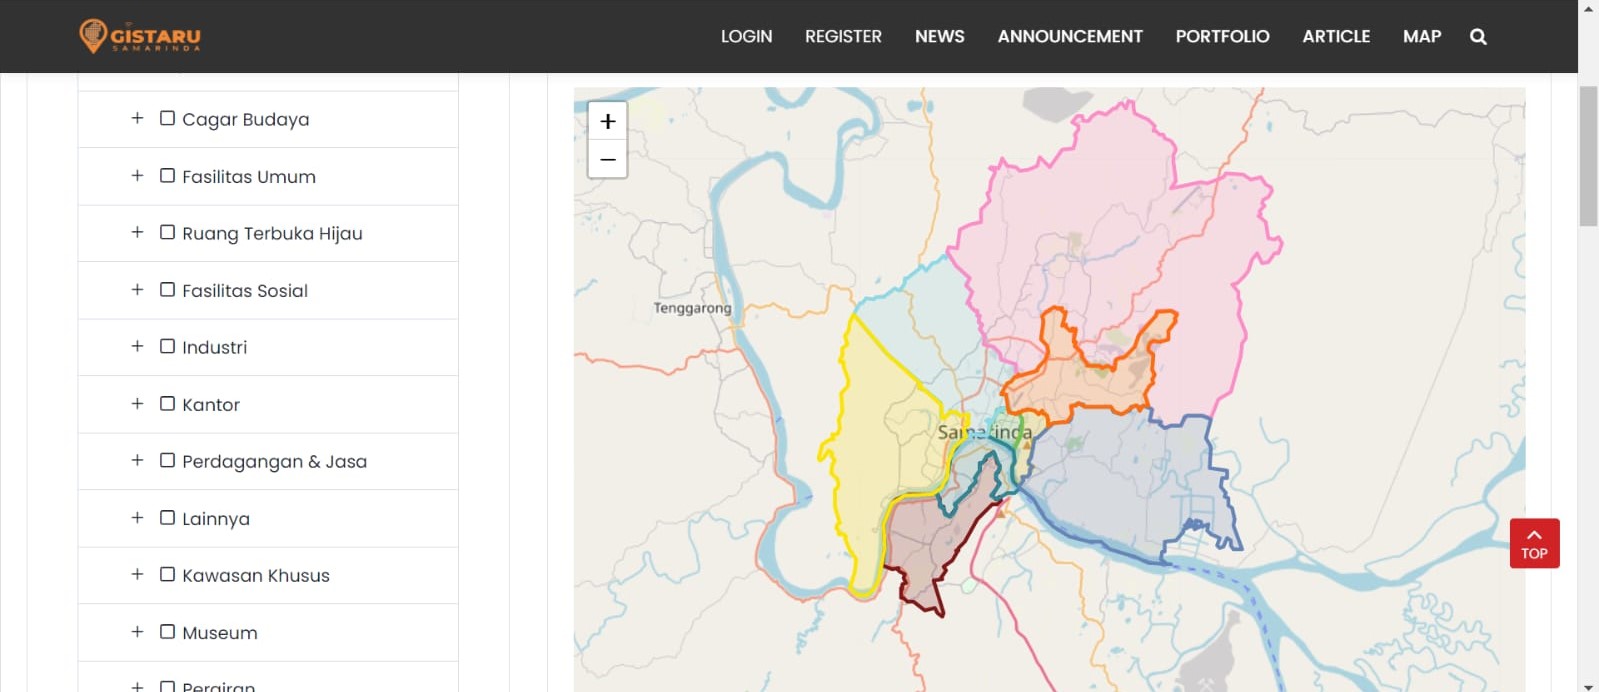 GISTARU
SAMARINDA
LOGIN REGISTER NEWS ANNOUNCEMENT PORTFOLIO ARTICLE MAP
+ Cagar Budaya
+ Fasilitas Umum
+ Ruang Terbuka Hijau
+ Fasilitas Sosial
+ Industri
+ Kantor
+ Perdagangan & Jasa
+ Lainnya
+ Kawasan Khusus
+ Museum
+ Pergiran
+
−
Tenggarong
Samarinda
TOP